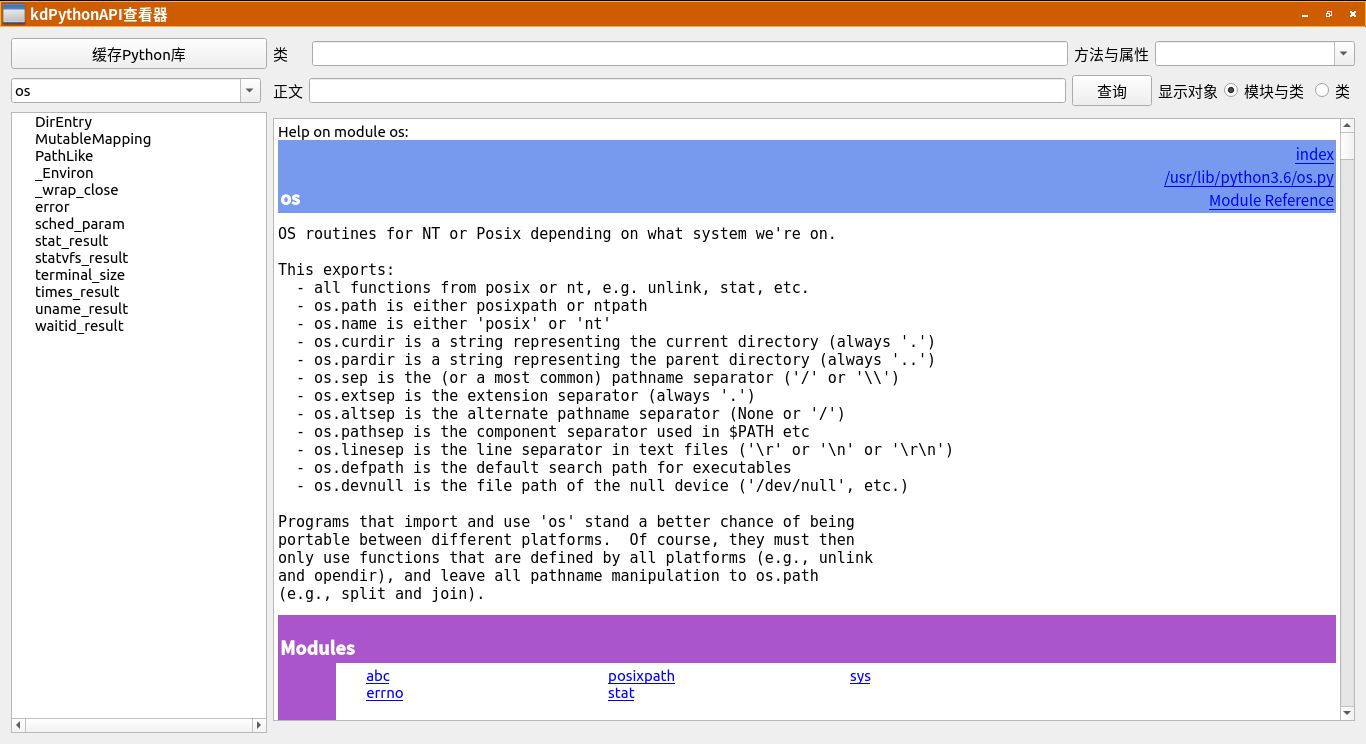 kdPythonAPI查看器
缓存Python库
类
方法与属性
os
正文
查询
显示对象
模块与类
类
DirEntry
MutableMapping
PathLike
_Environ
_wrap_close
error
sched_param
stat_result
statvfs_result
terminal_size
times_result
uname_result
waitid_result
Help on module os:
index
/usr/lib/python3.6/os.py
os
Module Reference
OS routines for NT or Posix depending on what system we're on.
This exports:
- all functions from posix or nt, e.g. unlink, stat, etc.
- os.path is either posixpath or ntpath
- os.name is either 'posix' or 'nt'
- os.curdir is a string representing the current directory (always '.')
- os.pardir is a string representing the parent directory (always '..')
- os.sep is the (or a most common) pathname separator ('/' or '\\')
- os.extsep is the extension separator (always '.')
- os.altsep is the alternate pathname separator (None or '/')
- os.pathsep is the component separator used in $PATH etc
- os.linesep is the line separator in text files ('\r' or '\n' or '\r\n')
- os.defpath is the default search path for executables
- os.devnull is the file path of the null device ('/dev/null', etc.)
Programs that import and use 'os' stand a better chance of being
portable between different platforms.  Of course, they must then
only use functions that are defined by all platforms (e.g., unlink
and opendir), and leave all pathname manipulation to os.path
(e.g., split and join).
Modules
abc posixpath sys
errno stat